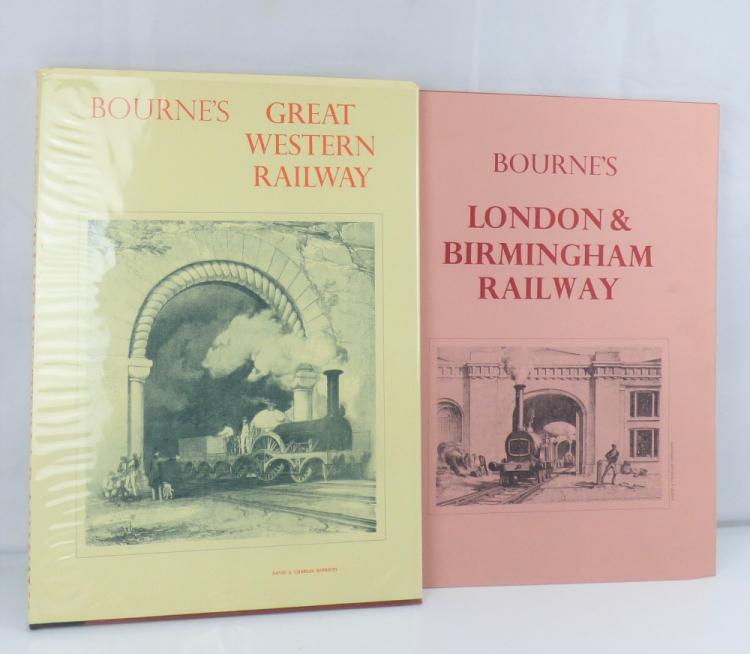 BOURNE'S GREAT
WESTERN
RAILWAY
DAVID & CHARLES REPRINTS
BOURNE'S
LONDON &
BIRMINGHAM
RAILWAY